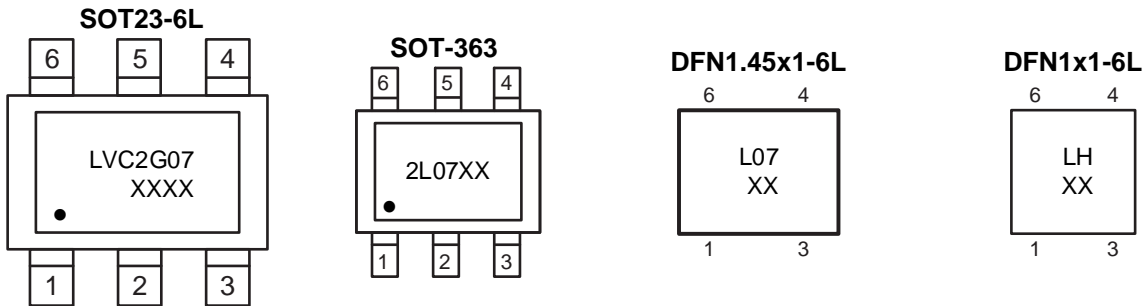 SOT23-6L
6 5 4
LVC2G07
XXXX
1 2 3
SOT-363
6 5 4
2L07XX
1 2 3
DFN1.45x1-6L
6 4
L07
XX
1 3
DFN1x1-6L
6 4
LH
XX
1 3